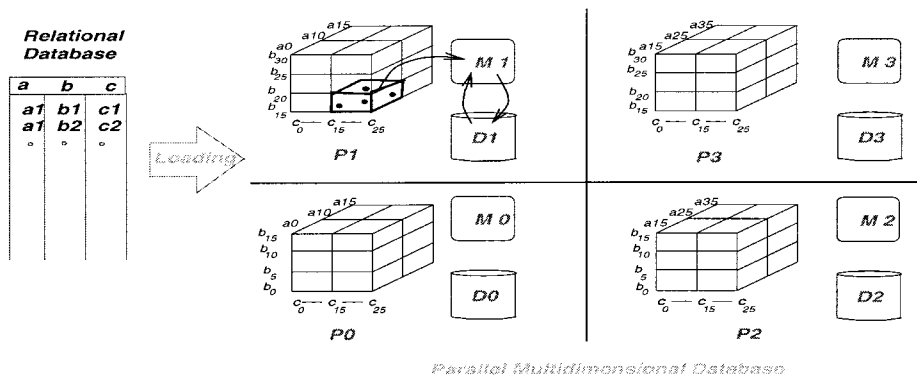 Relational
Database
a b c
a1 b1 c1
a1 b2 c2
Loading
a15
a10
a0
b30
b25
b20
b15
c0 c15 c25
M 1
D1
P1
a35
a25
a15
b30
b25
b20
b15
c0 c15 c25
M 3
D3
P3
a15
a10
a0
b15
b10
b5
b0
c0 c15 c25
M 0
D0
P0
a35
a25
a15
b15
b10
b5
b0
c0 c15 c25
M 2
D2
P2
Parallel Multidimonsional Database